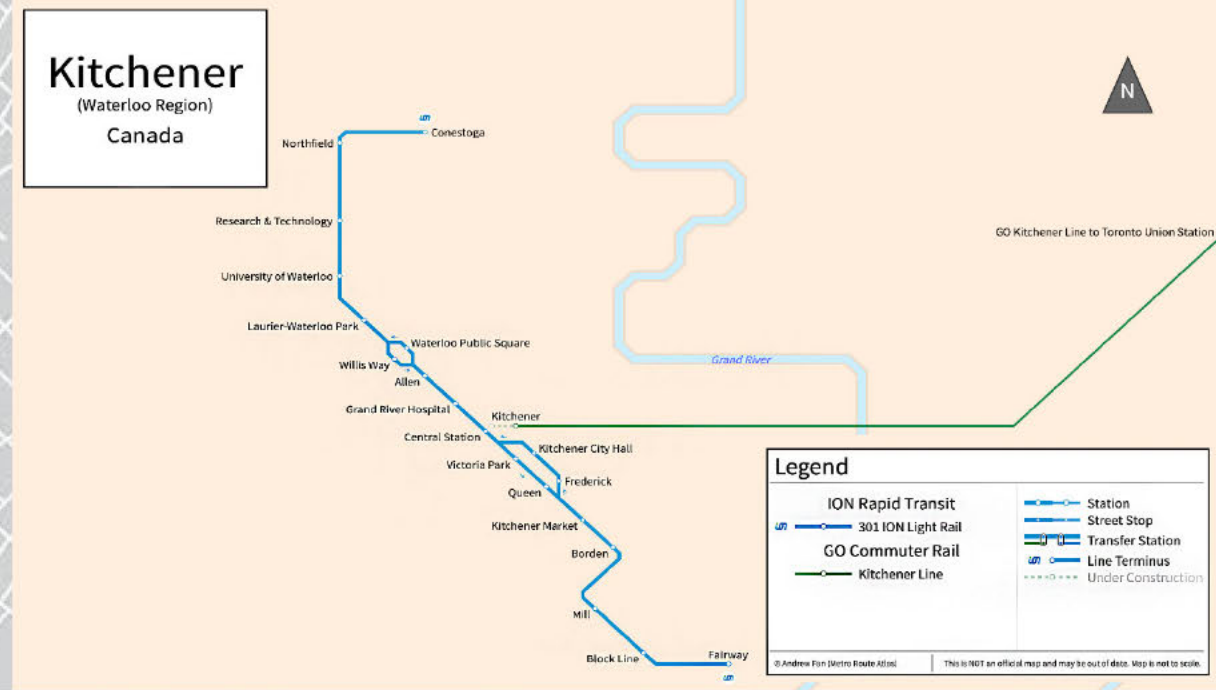 Kitchener
(Waterloo Region)
Canada
N
Conestoga
Northfield
Research & Technology
GO Kitchener Line to Toronto Union Station
University of Waterloo
Laurier-Waterloo Park
Waterloo Public Square
Willis Way
Grand River
Allen
Grand River Hospital
Kitchener
Central Station
Kitchener City Hall
Victoria Park
Frederick
Queen
Kitchener Market
Borden
Mill
Block Line
Fairway
Legend
ION Rapid Transit
301 ION Light Rail
GO Commuter Rail
Kitchener Line
Station
Street Stop
Transfer Station
Line Terminus
Under Construction
© Andrew Fan (Metro Route Atlas)
This is NOT an official map and may be out of date. Map is not to scale.